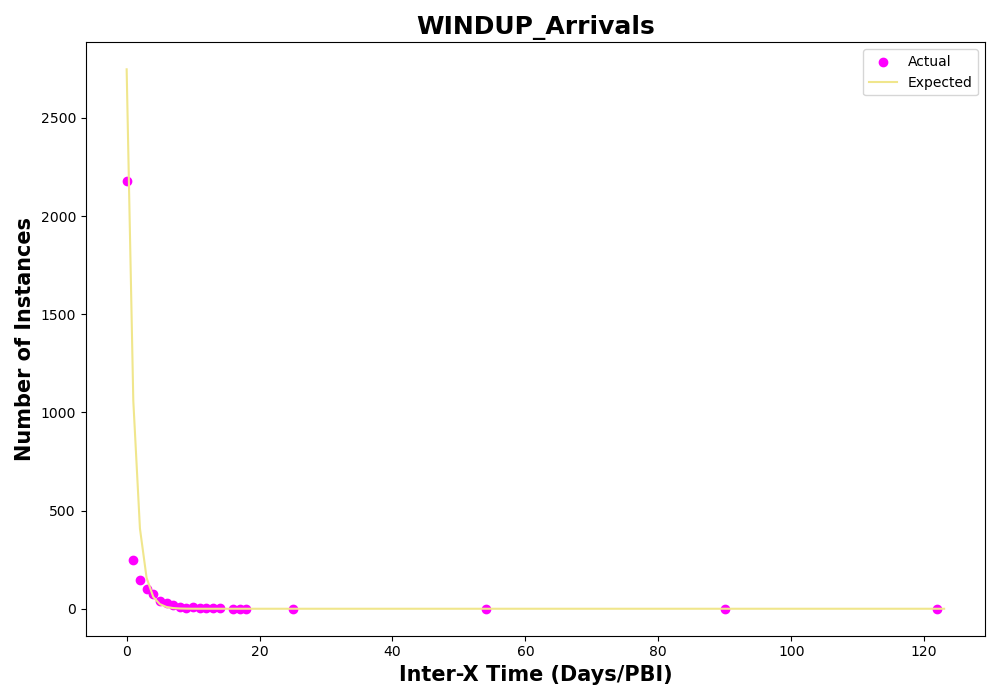 WINDUP_Arrivals
Actual
Expected
Number of Instances
2500
2000
1500
1000
500
0
0 20 40 60 80 100 120
Inter-X Time (Days/PBI)